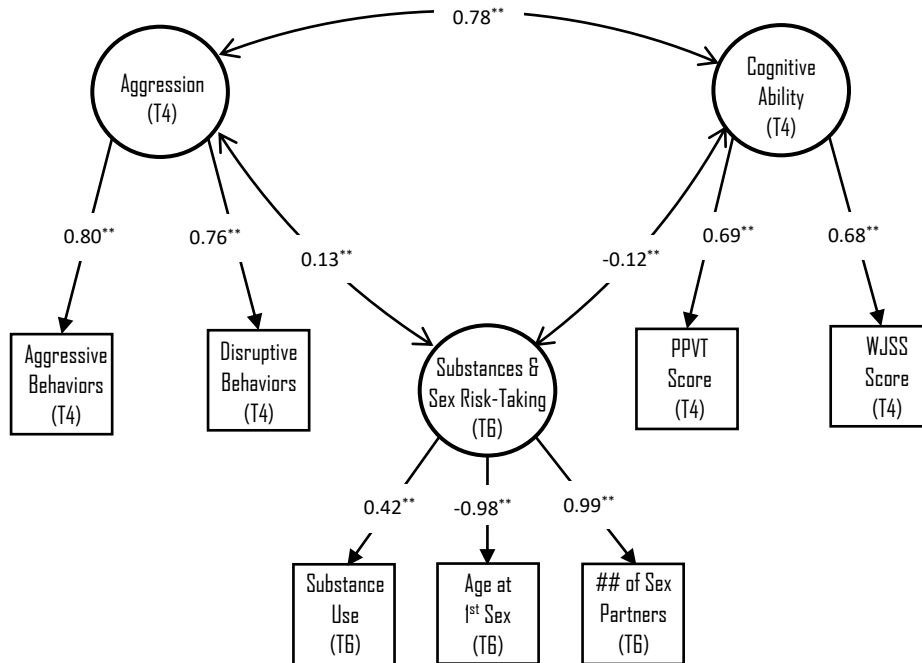 0.78**
Aggression
(T4)
Cognitive
Ability
(T4)
0.80**
0.76**
0.13**
-0.12**
0.69**
0.68**
Aggressive
Behaviors
(T4)
Disruptive
Behaviors
(T4)
Substances &
Sex Risk-Taking
(T6)
PPVT
Score
(T4)
WJSS
Score
(T4)
0.42**
-0.98**
0.99**
Substance
Use
(T6)
Age at
1st Sex
(T6)
## of Sex
Partners
(T6)